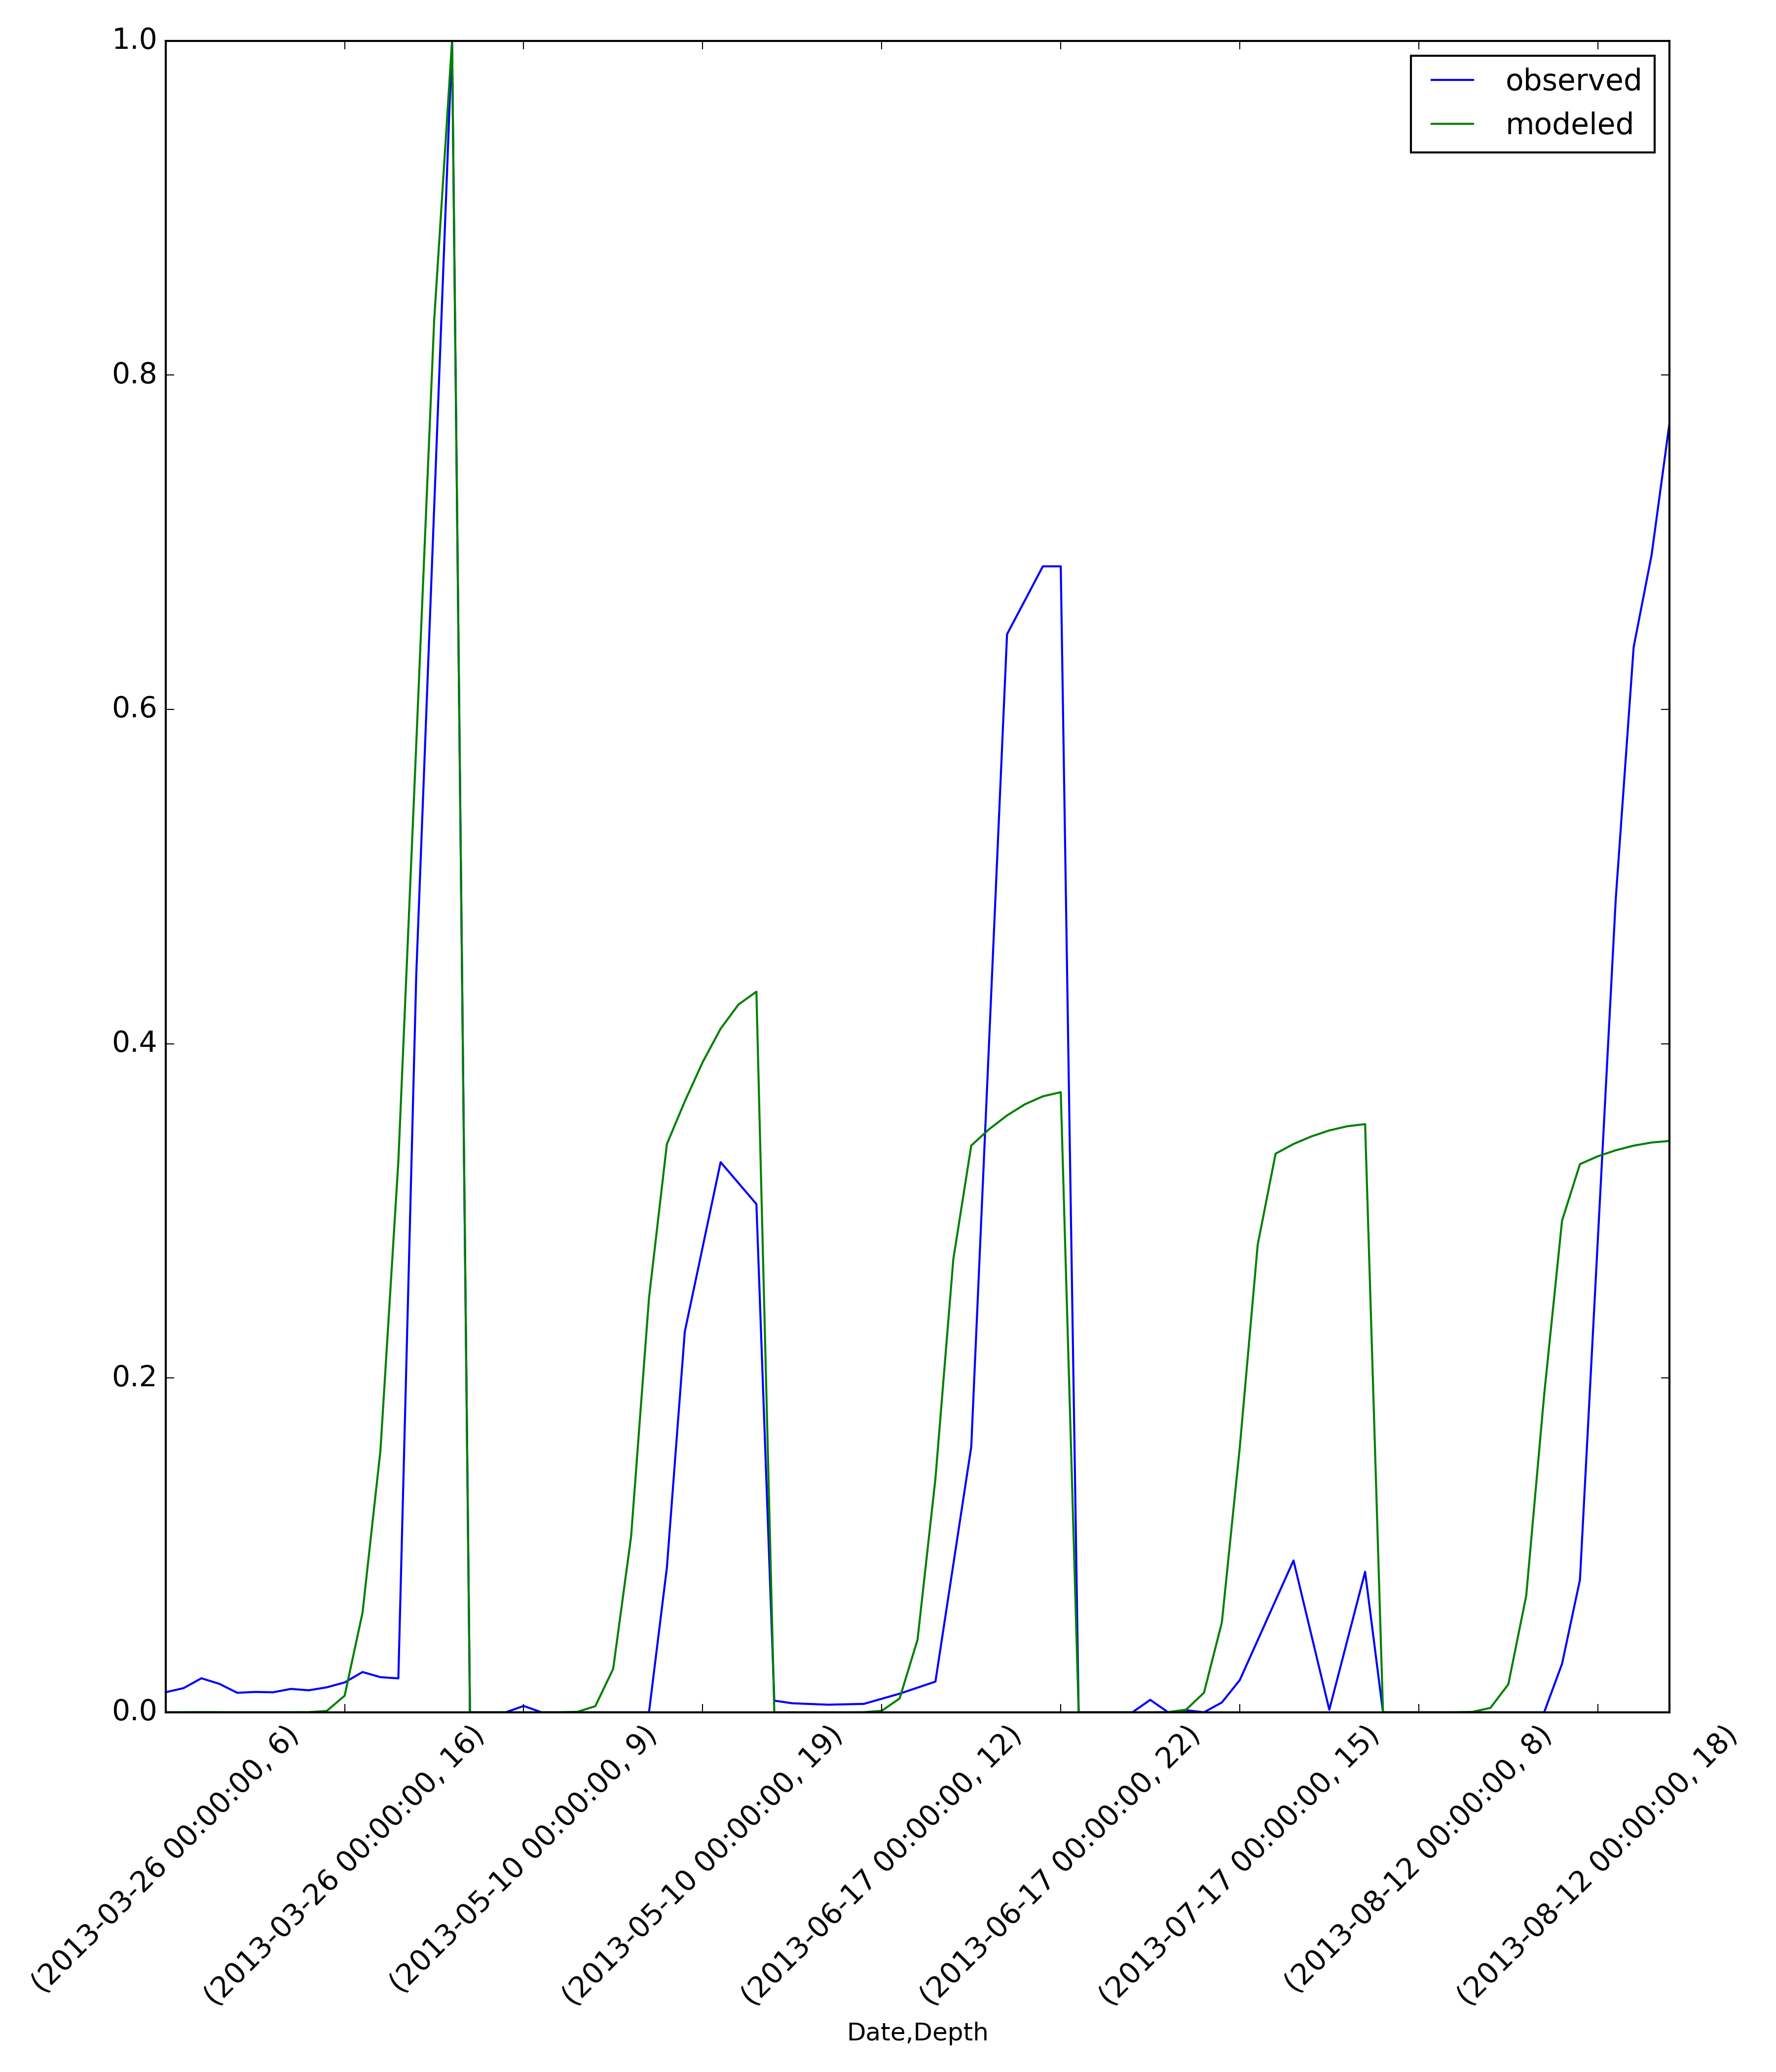 1.0
0.8
0.6
0.4
0.2
0.0
observed
modeled
(2013-03-26 00:00:00, 6)
(2013-03-26 00:00:00, 16)
(2013-05-10 00:00:00, 9)
(2013-05-10 00:00:00, 19)
(2013-06-17 00:00:00, 12)
(2013-06-17 00:00:00, 22)
(2013-07-17 00:00:00, 15)
(2013-08-12 00:00:00, 8)
(2013-08-12 00:00:00, 18)
Date,Depth